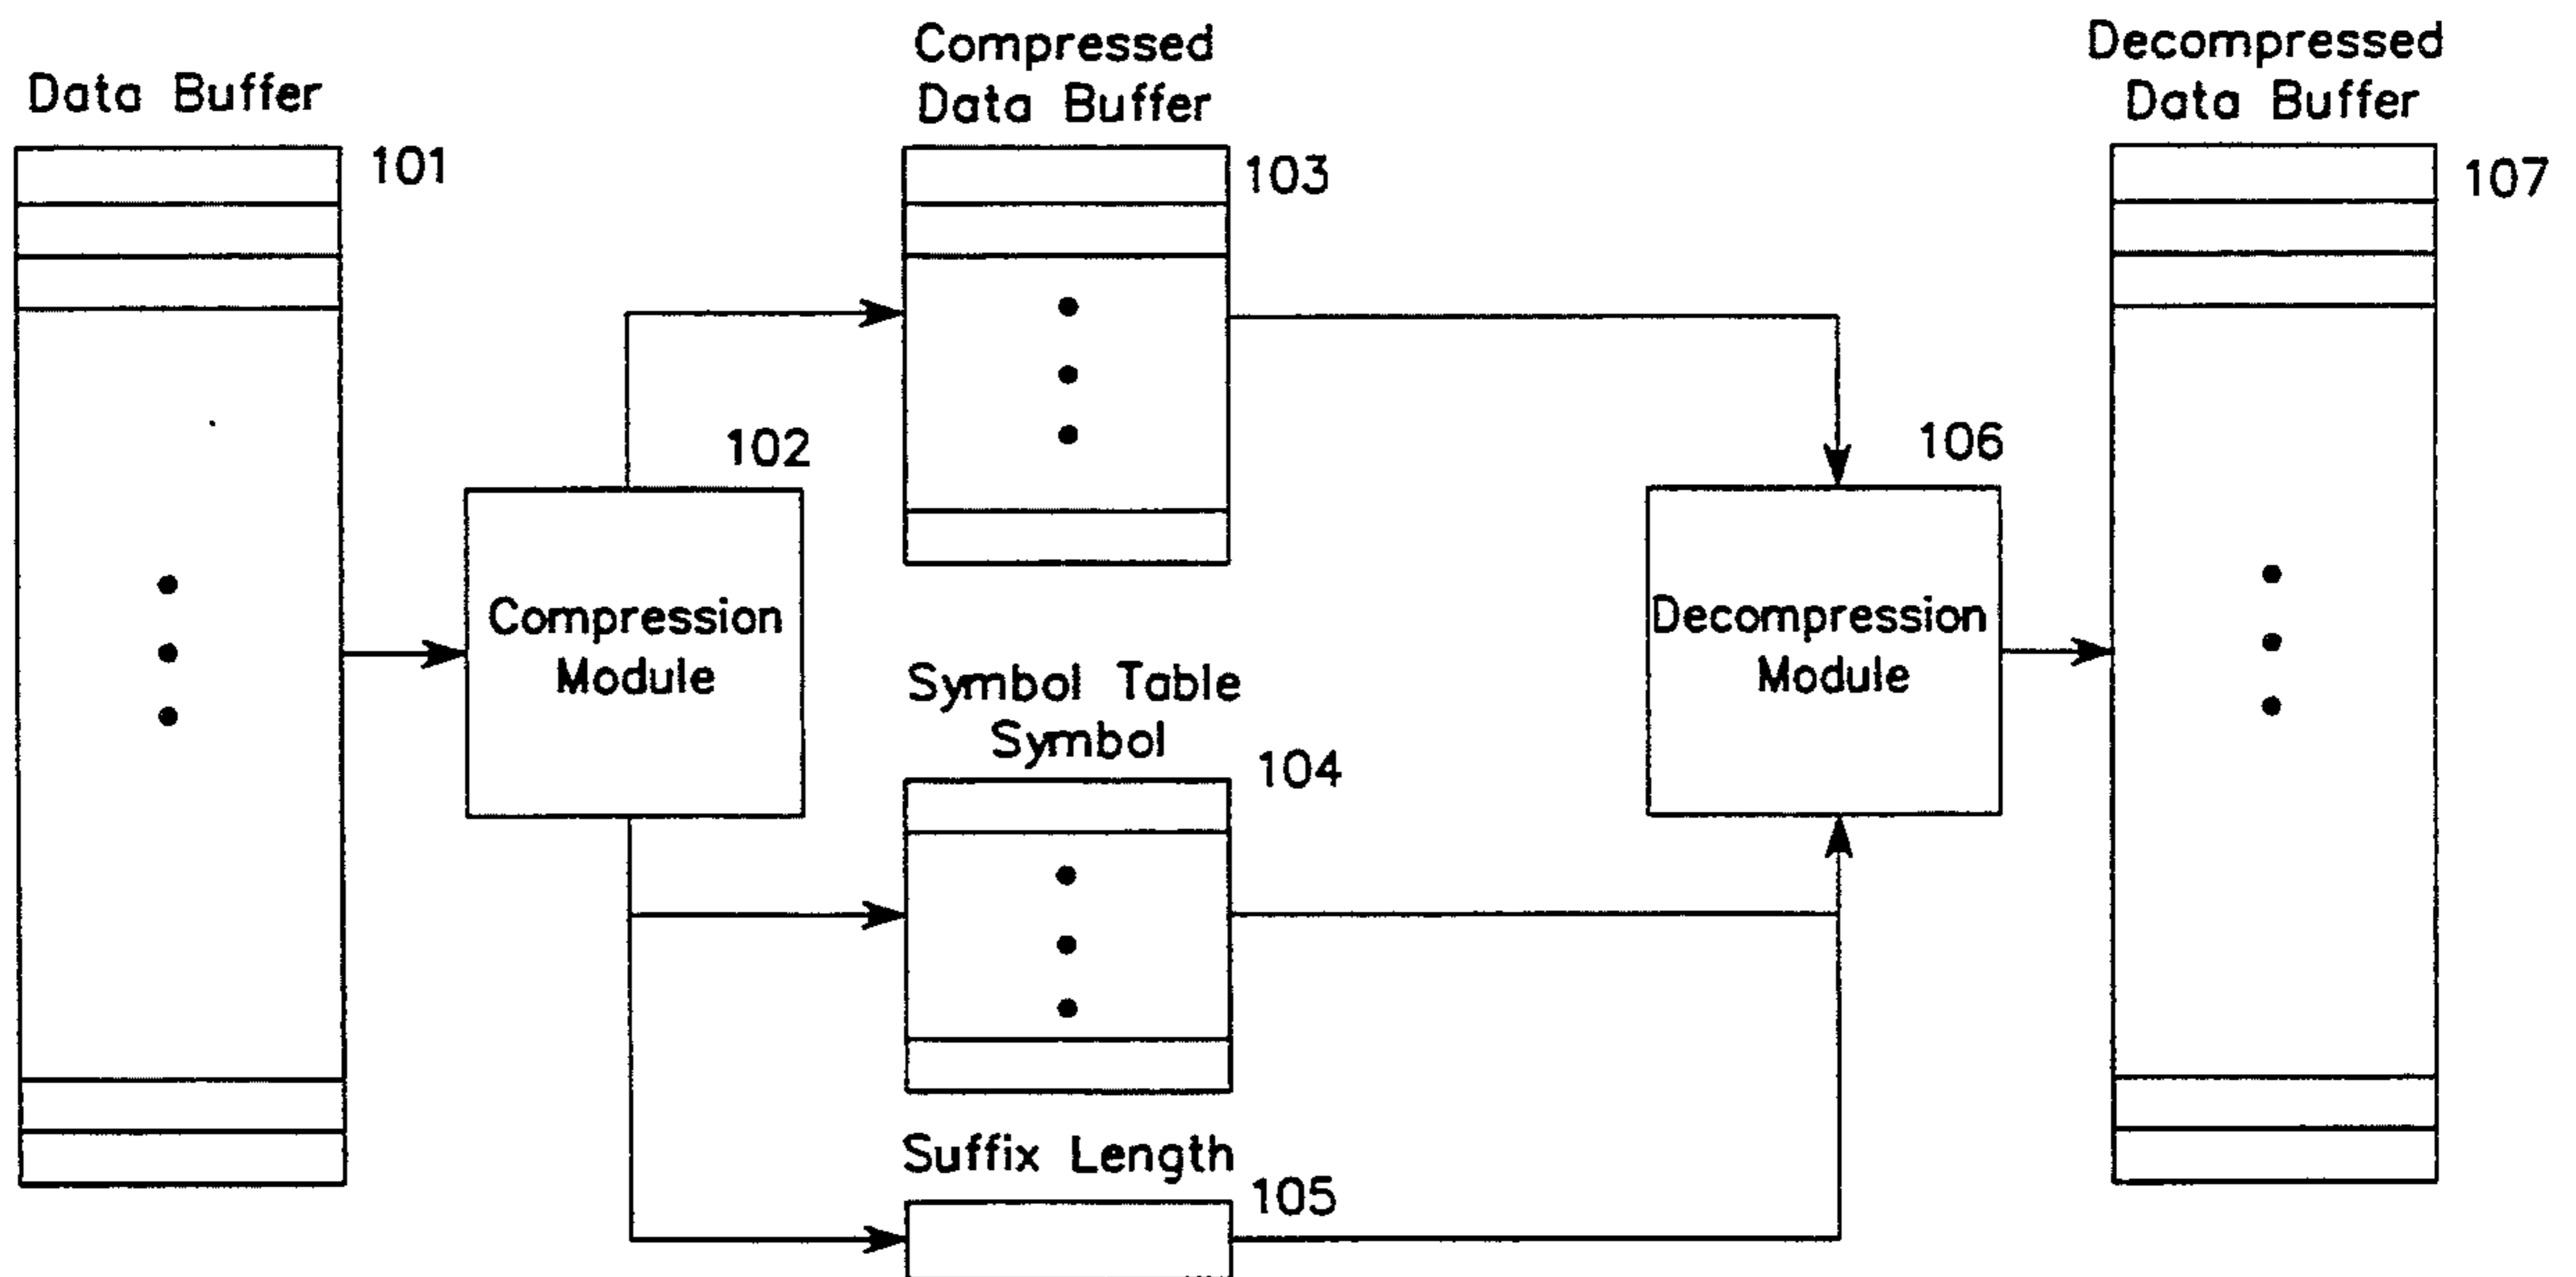 Data Buffer
101
Compressed
Data Buffer
103
Decompressed
Data Buffer
107
102
Compression
Module
106
Decompression
Module
Symbol Table
Symbol
104
Suffix Length
105